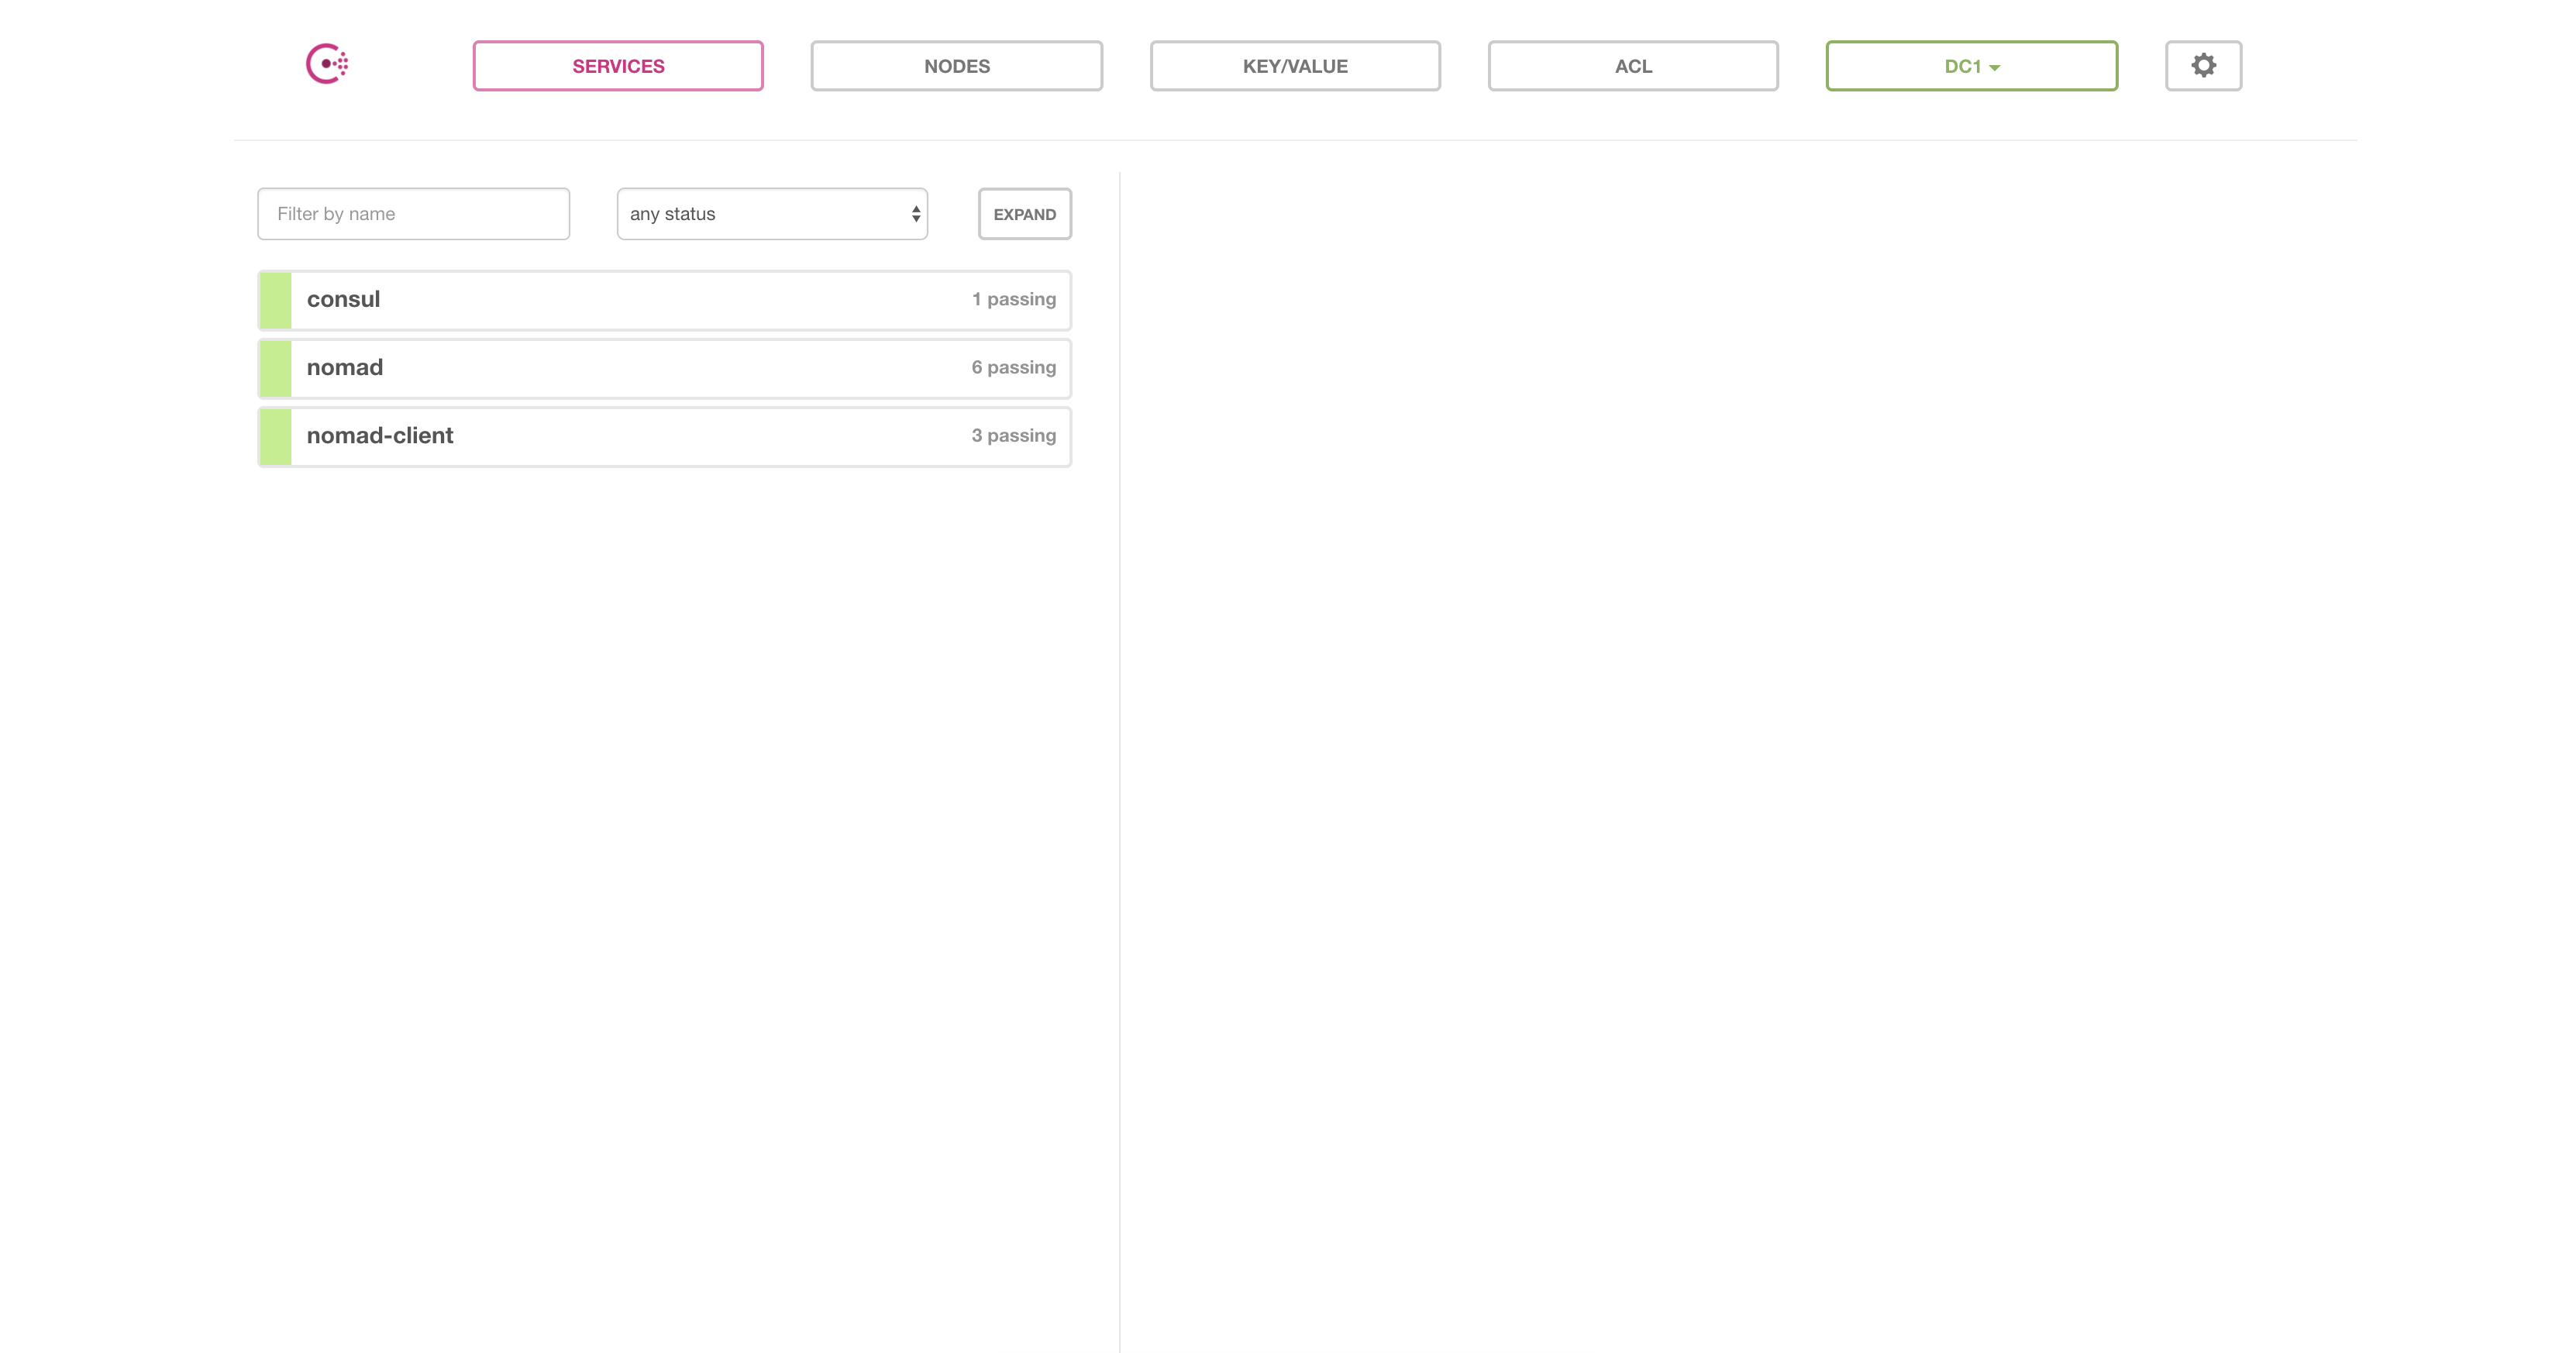 SERVICES NODES KEY/VALUE ACL DC1
Filter by name any status EXPAND
consul 1 passing
nomad 6 passing
nomad-client 3 passing